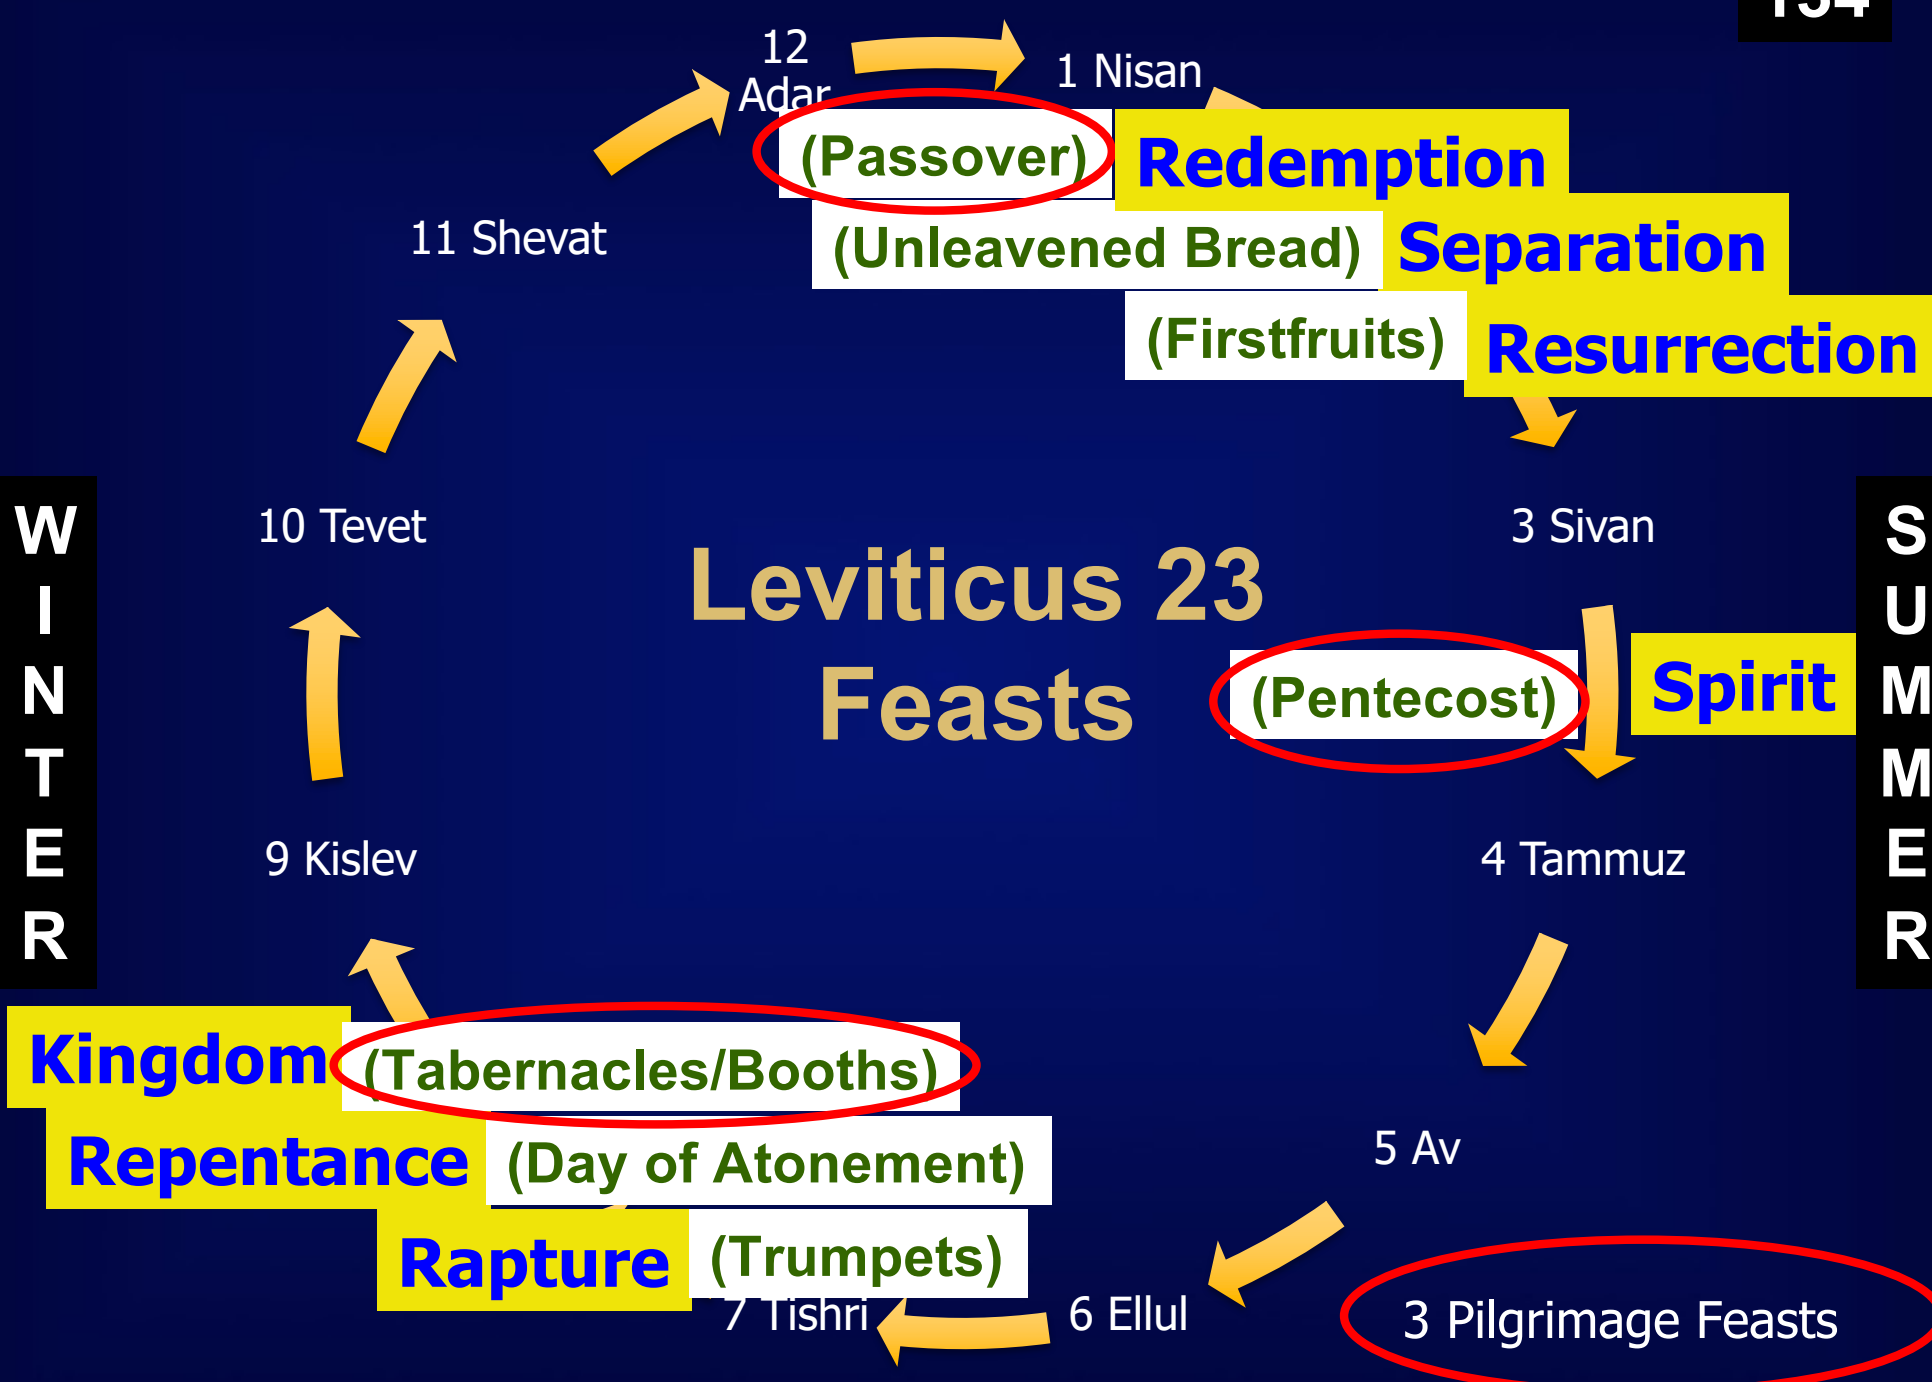 12
Adar
1 Nisan
(Passover)
Redemption
(Unleavened Bread)
Separation
(Firstfruits)
Resurrection
11 Shevat
10 Tevet
3 Sivan
WINTER
SUMMER
Leviticus 23
Feasts
(Pentecost)
Spirit
9 Kislev
4 Tammuz
Kingdom
(Tabernacles/Booths)
Repentance
(Day of Atonement)
5 Av
Rapture
(Trumpets)
7 Tishri
6 Ellul
3 Pilgrimage Feasts